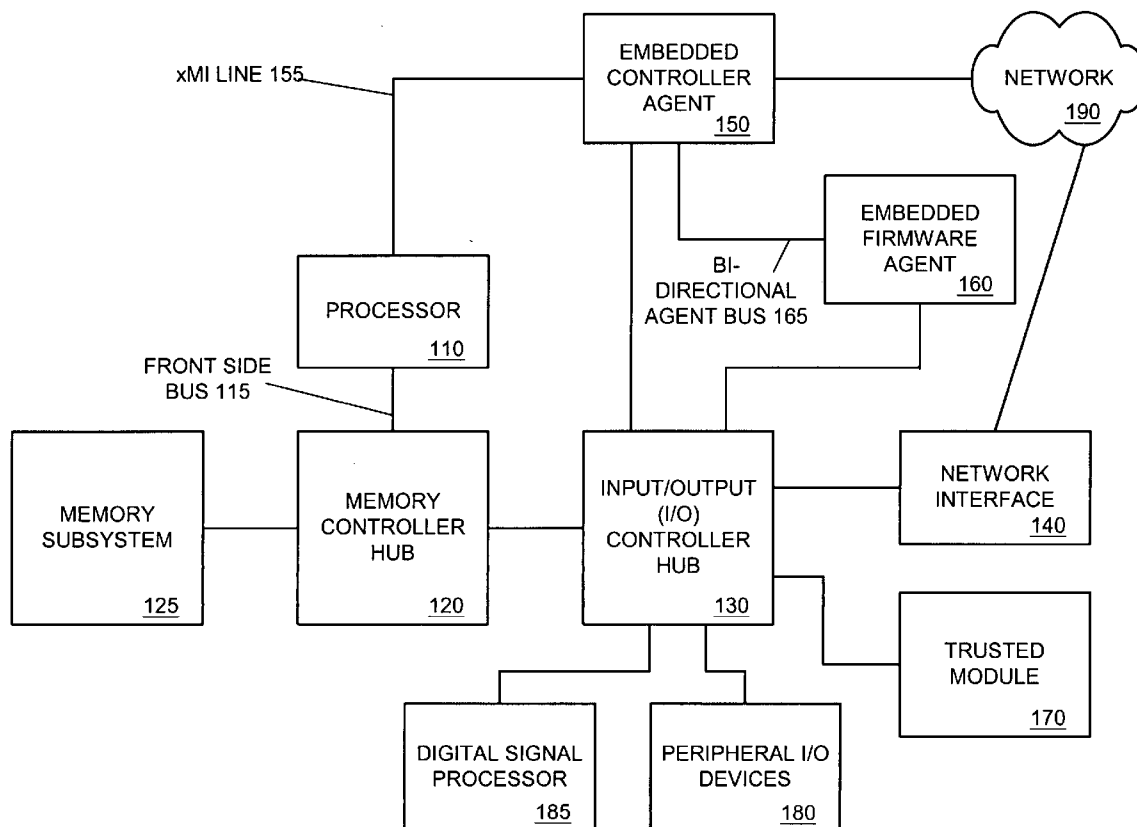 xMI LINE 155
EMBEDDED
CONTROLLER
AGENT
150
NETWORK
190
EMBEDDED
FIRMWARE
AGENT
160
BI-
DIRECTIONAL
AGENT BUS 165
PROCESSOR
110
FRONT SIDE
BUS 115
MEMORY
SUBSYSTEM
125
MEMORY
CONTROLLER
HUB
120
INPUT/OUTPUT
(I/O)
CONTROLLER
HUB
130
NETWORK
INTERFACE
140
TRUSTED
MODULE
170
DIGITAL SIGNAL
PROCESSOR
185
PERIPHERAL I/O
DEVICES
180